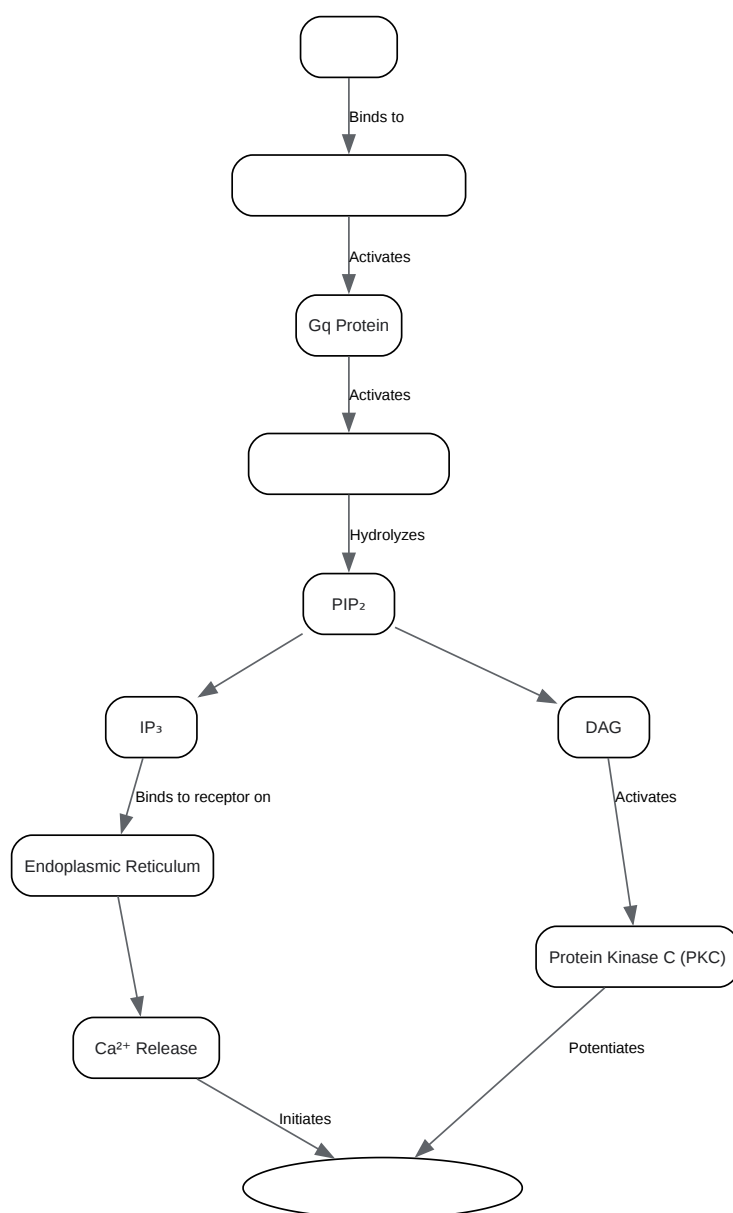 Binds to
Activates
Gq Protein
Activates
Hydrolyzes
PIP₂
IP₃
DAG
Binds to receptor on
Activates
Endoplasmic Reticulum
Protein Kinase C (PKC)
Ca²⁺ Release
Potentiates
Initiates